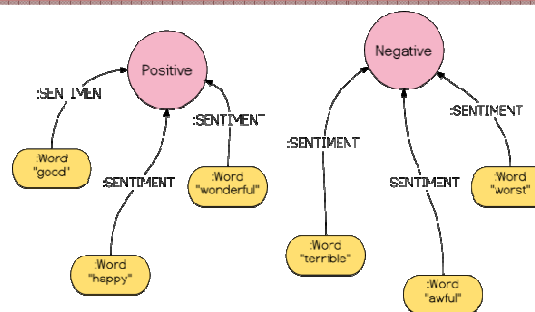 Positive
Negative
:SENTIMEN
:SENTIMENT
:SENTIMENT
:SENTIMENT
:SENTIMENT
:SENTIMENT
:Word
"good"
:Word
"wonderful"
:Word
"worst"
:Word
"happy"
:Word
"terrible"
:Word
"awful"